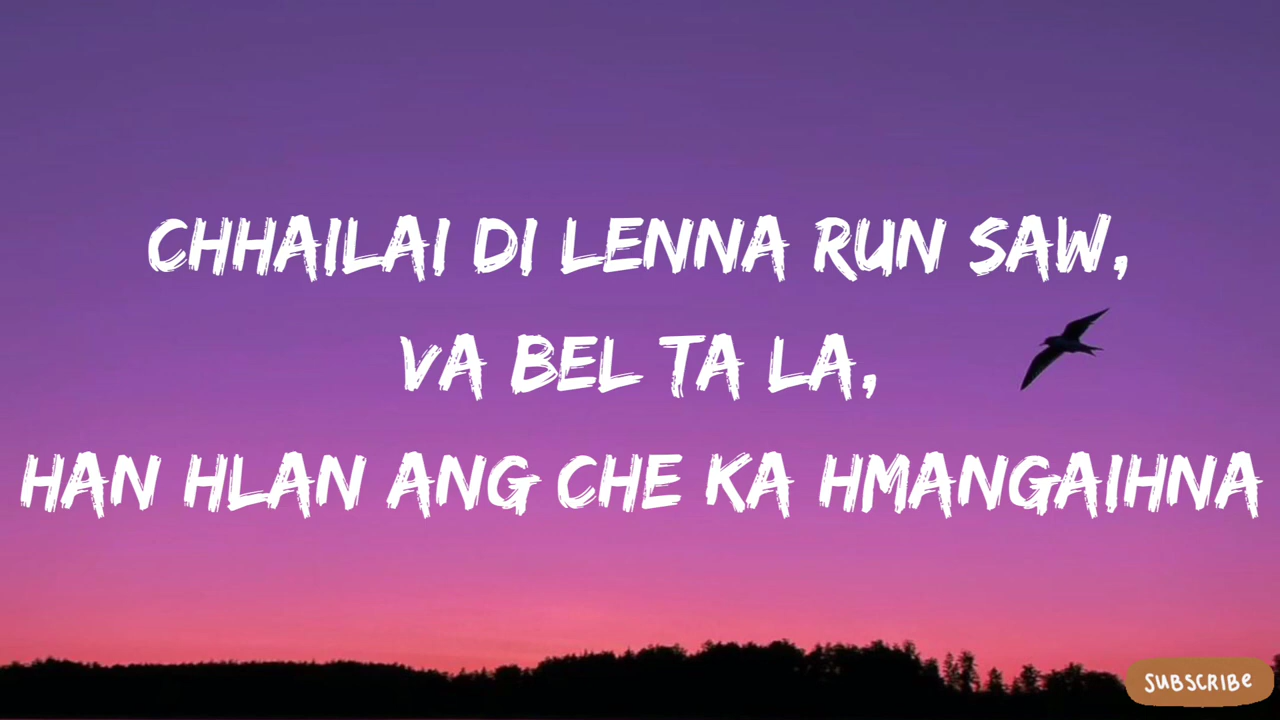 CHHAILAI DI LENNA RUN SAW,
VA BEL TA LA,
HAN HLAN ANG CHE KA HMANGAIHNA
SUBSCRIBE